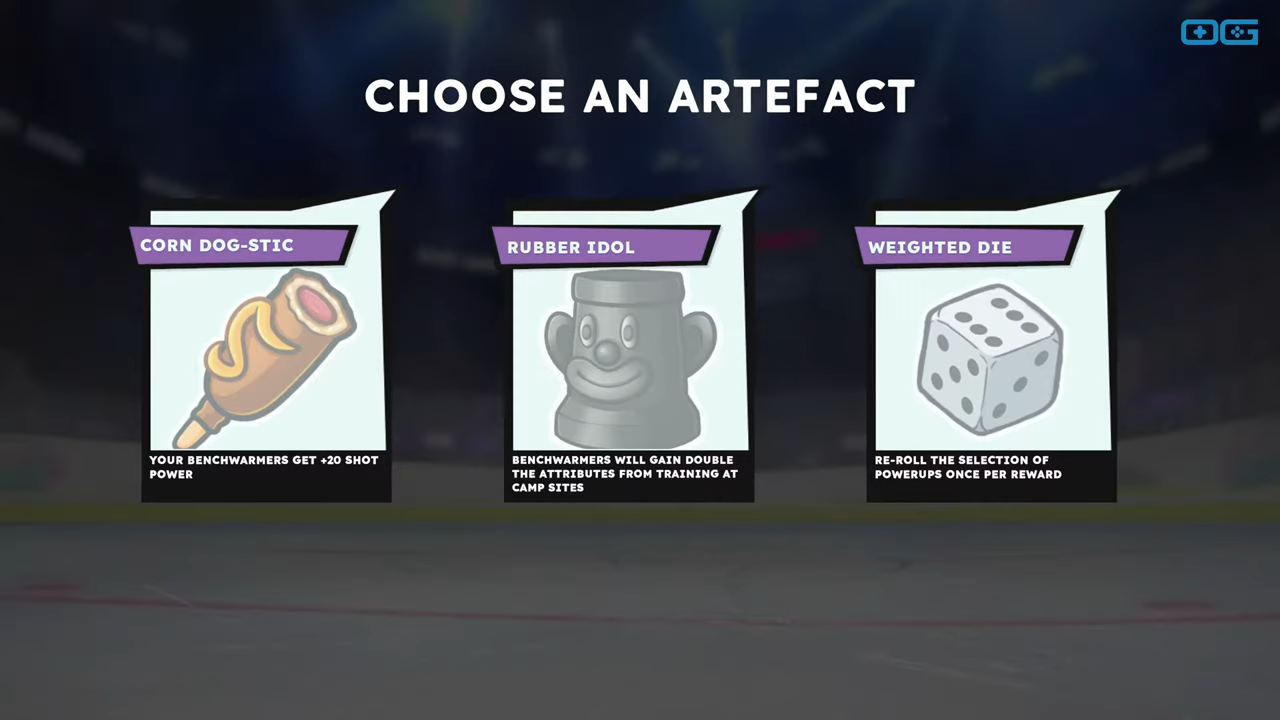 OG
CHOOSE AN ARTEFACT
CORN DOG-STIC
YOUR BENCHWARMERS GET +20 SHOT
POWER
RUBBER IDOL
BENCHWARMERS WILL GAIN DOUBLE
THE ATTRIBUTES FROM TRAINING AT
CAMP SITES
WEIGHTED DIE
RE-ROLL THE SELECTION OF
POWERUPS ONCE PER REWARD